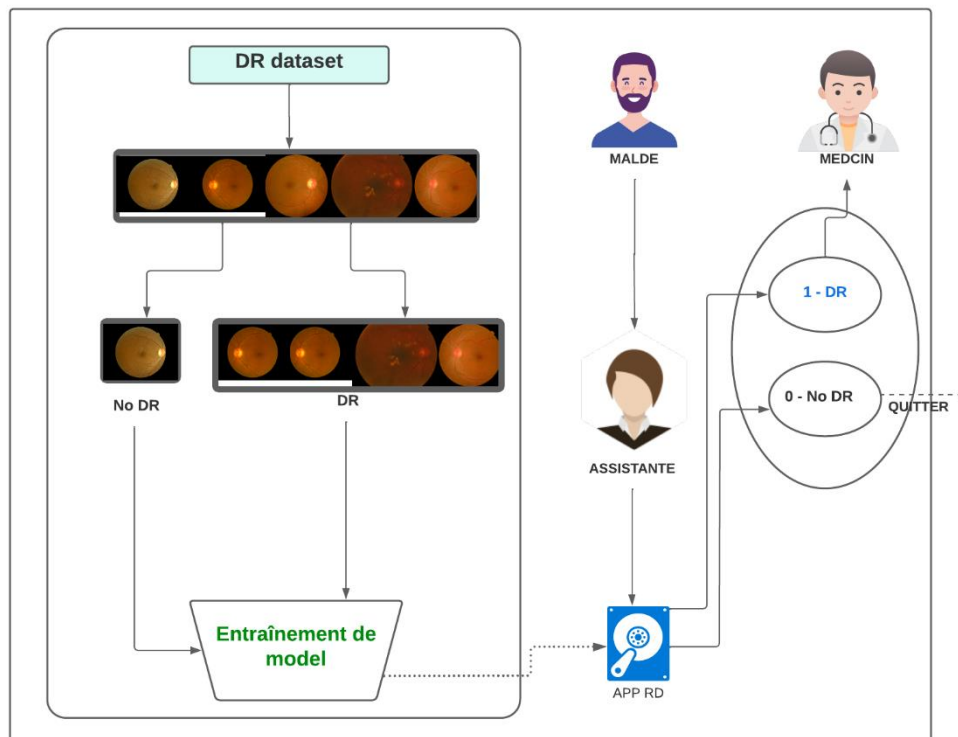 DR dataset
MALDE
MEDCIN
1 - DR
No DR
DR
0 - No DR
QUITTER
ASSISTANTE
Entraînement de
model
APP RD